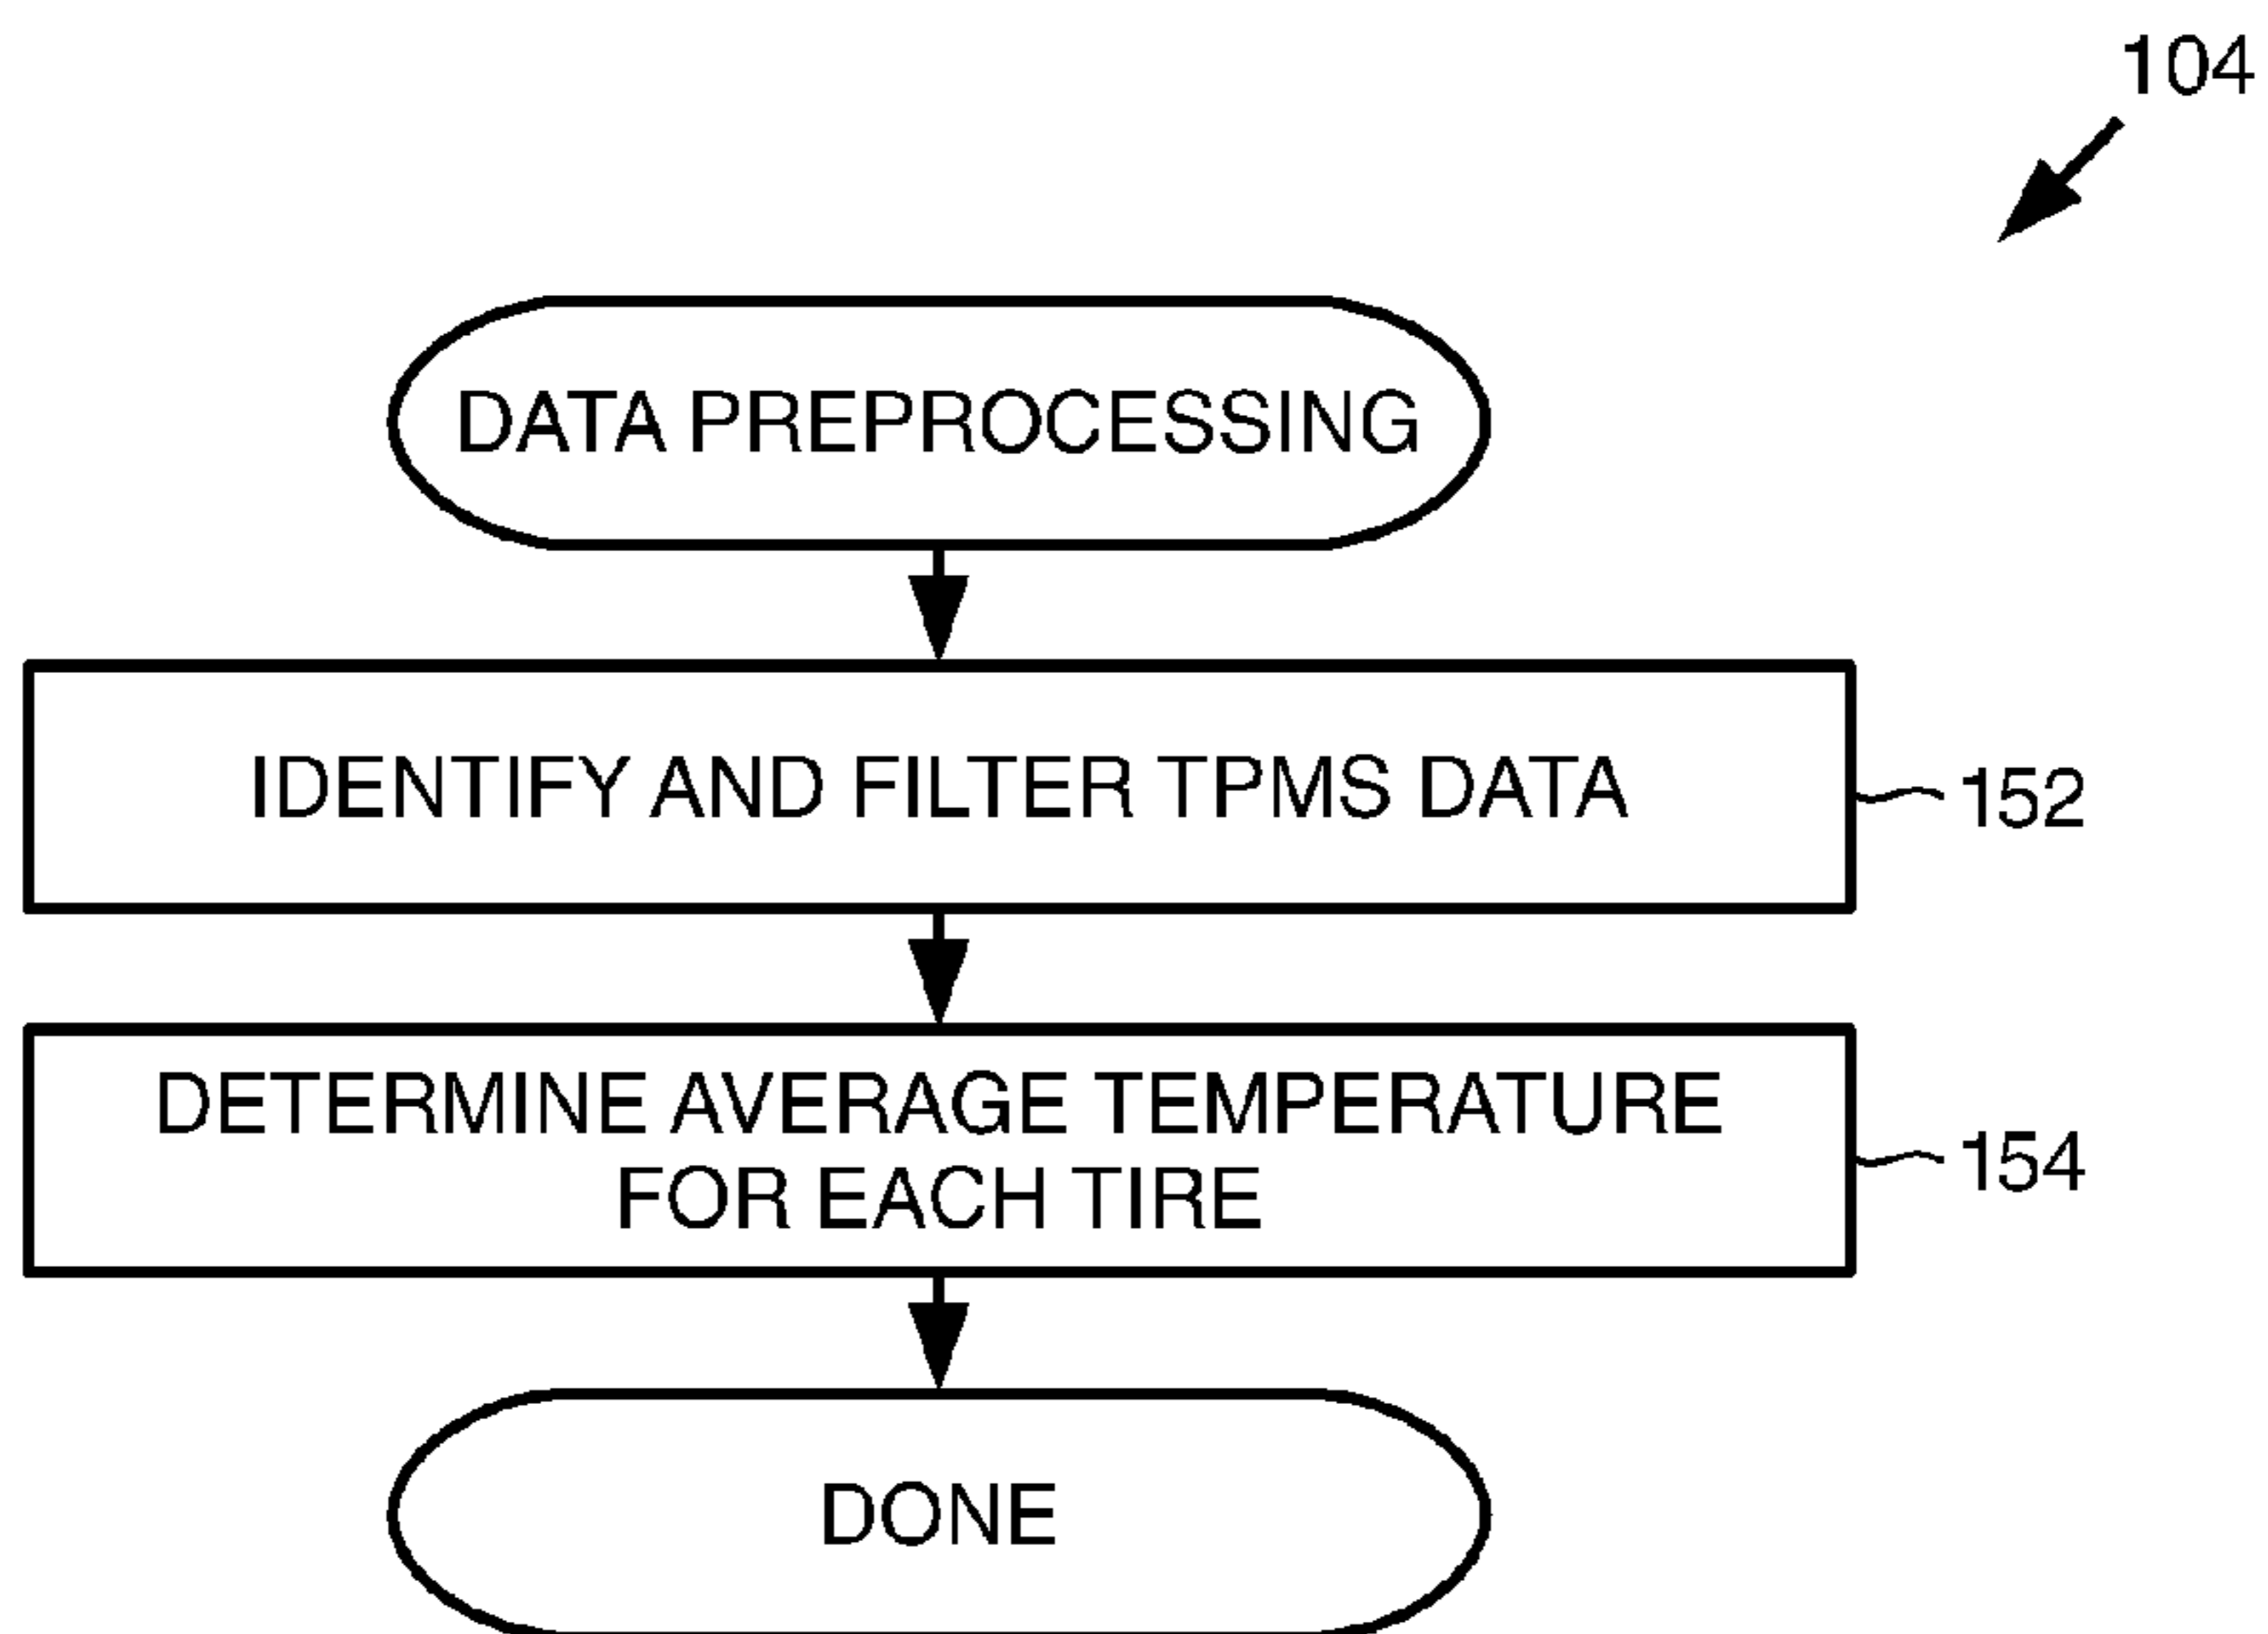 104
DATA PREPROCESSING
IDENTIFY AND FILTER TPMS DATA
152
DETERMINE AVERAGE TEMPERATURE
FOR EACH TIRE
154
DONE